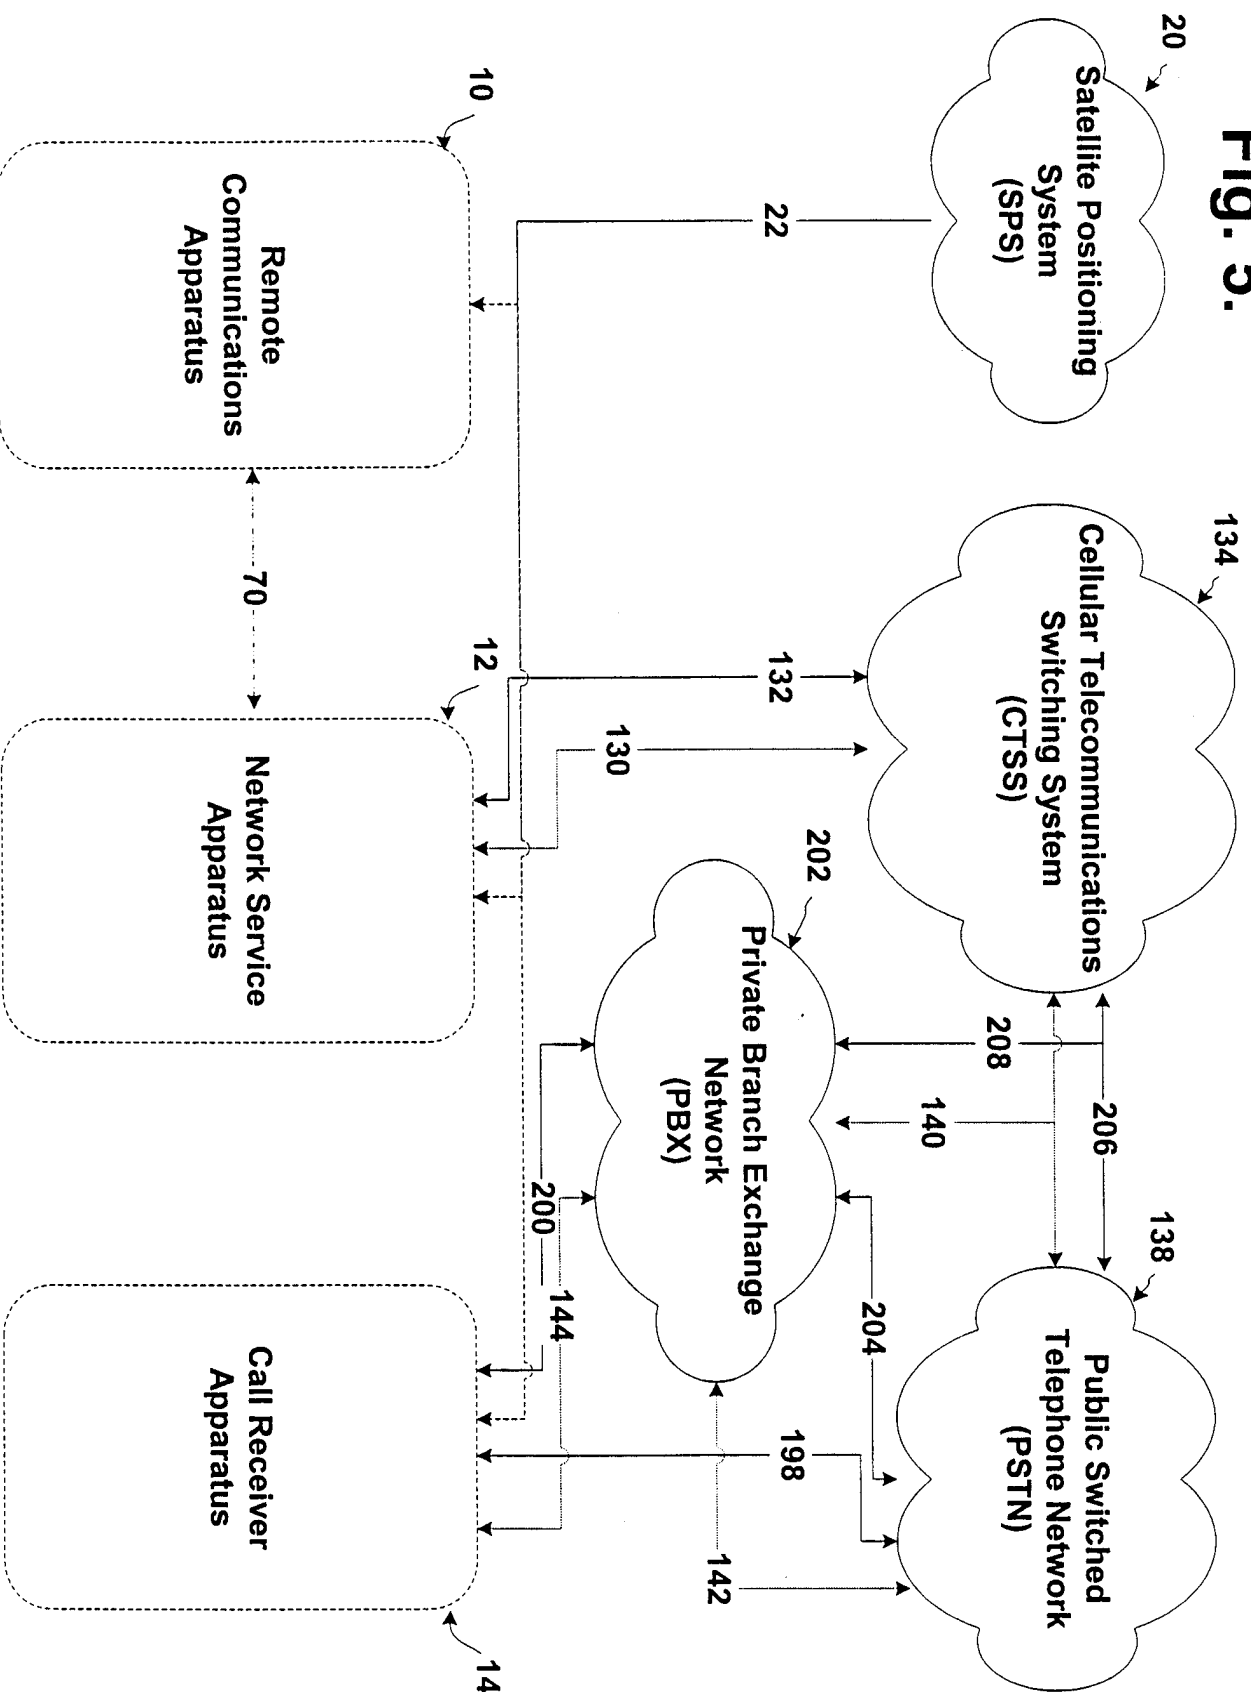 Fig. 5.
20
Satellite Positioning
System
(SPS)
134
Cellular Telecommunications
Switching System
(CTSS)
138
Public Switched
Telephone Network
(PSTN)
206
208
140
204
202
Private Branch Exchange
Network
(PBX)
22
132
130
198
142
200
144
10
Remote
Communications
Apparatus
70
12
Network Service
Apparatus
14
Call Receiver
Apparatus